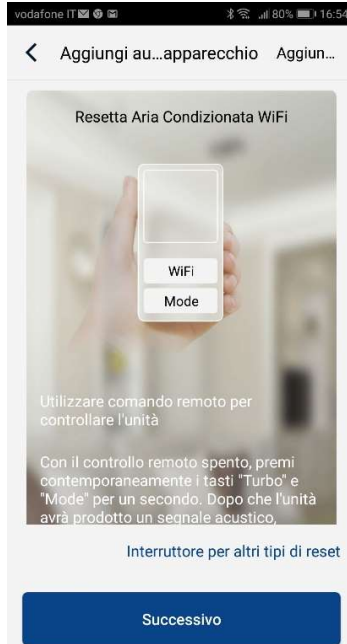 vodafone IT 80% 16:54
Aggiungi au...apparecchio Aggiun...
Resetta Aria Condizionata WiFi
WiFi
Mode
Utilizzare comando remoto per
controllare l'unità
Con il controllo remoto spento, premi
contemporaneamente i tasti "Turbo" e
"Mode" per un secondo. Dopo che l'unità
avrà prodotto un segnale acustico,
Interruttore per altri tipi di reset
Successivo